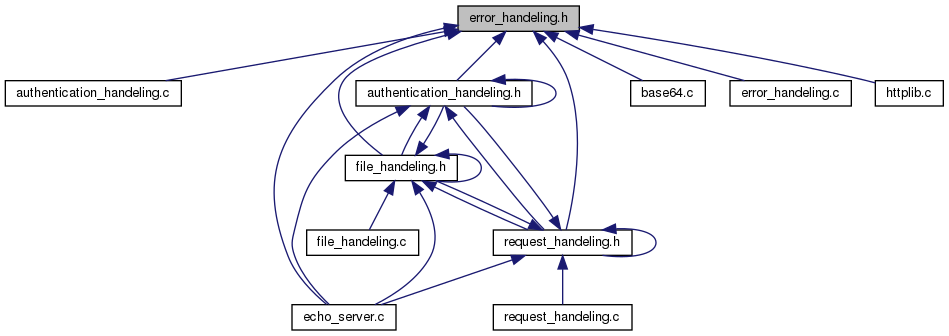 error_handeling.h
authentication_handeling.c
authentication_handeling.h
base64.c
error_handeling.c
httplib.c
file_handeling.h
file_handeling.c
request_handeling.h
echo_server.c
request_handeling.c